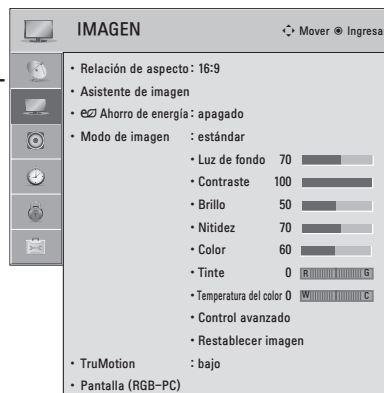 IMAGEN Mover Ingresa
• Relación de aspecto: 16:9
• Asistente de imagen
• Ahorro de energía: apagado
• Modo de imagen : estándar
• Luz de fondo 70
• Contraste 100
• Brillo 50
• Nitidez 70
• Color 60
• Tinte 0 R G
• Temperatura del color 0 W C
• Control avanzado
• Restablecer imagen
• TruMotion : bajo
• Pantalla (RGB-PC)